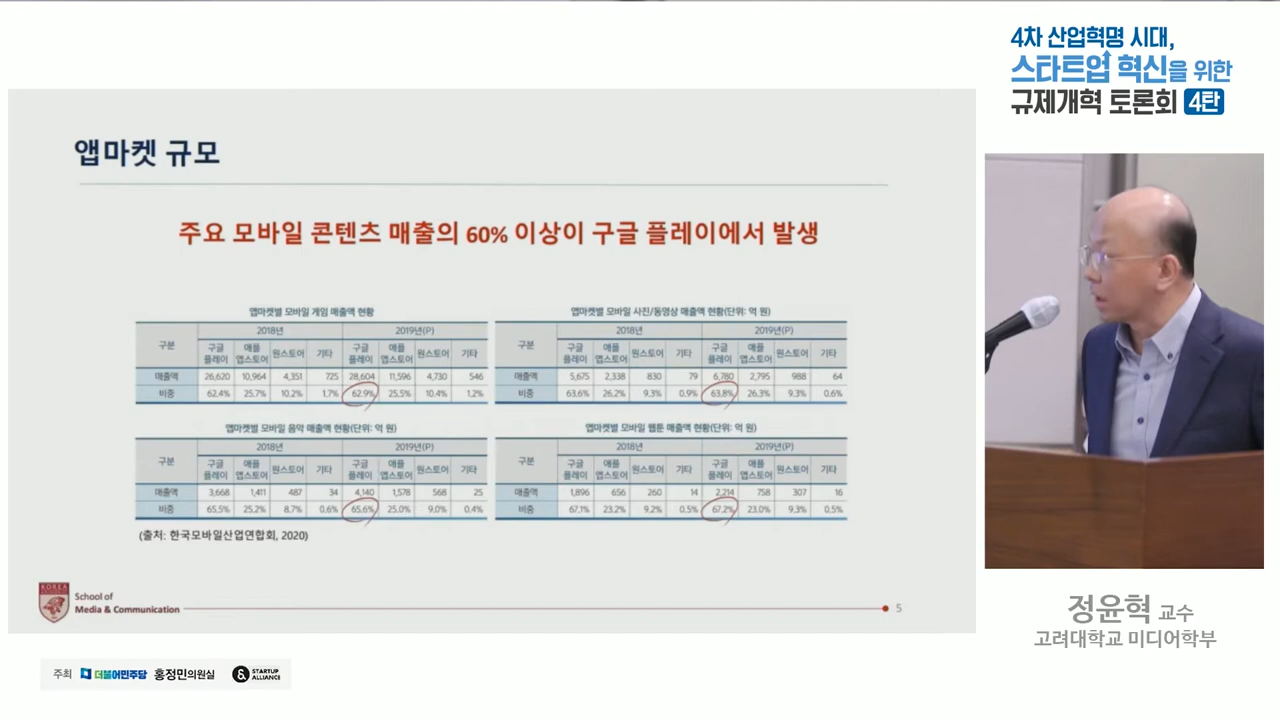 4차 산업혁명 시대,
스타트업 혁신을 위한
규제개혁 토론회 4탄
앱마켓 규모
주요 모바일 콘텐츠 매출의 60% 이상이 구글 플레이에서 발생
앱마켓별 모바일 게임 매출액 현황
구분 2018년 2019년(P)
구글 플레이 애플 앱스토어 원스토어 기타 구글 플레이 애플 앱스토어 원스토어 기타
매출액 26,620 10,964 4,351 725 28,604 11,596 4,730 546
비중 62.4% 25.7% 10.2% 1.7% 62.9% 25.5% 10.4% 1.2%
앱마켓별 모바일 사진/동영상 매출액 현황(단위: 억 원)
구분 2018년 2019년(P)
구글 플레이 애플 앱스토어 원스토어 기타 구글 플레이 애플 앱스토어 원스토어 기타
매출액 5,675 2,338 830 79 6,780 2,795 988 64
비중 63.6% 26.2% 9.3% 0.9% 63.8% 26.3% 9.3% 0.6%
앱마켓별 모바일 음악 매출액 현황(단위: 억 원)
구분 2018년 2019년(P)
구글 플레이 애플 앱스토어 원스토어 기타 구글 플레이 애플 앱스토어 원스토어 기타
매출액 3,668 1,411 487 34 4,140 1,578 568 25
비중 65.5% 25.2% 8.7% 0.6% 65.6% 25.0% 9.0% 0.4%
앱마켓별 모바일 웹툰 매출액 현황(단위: 억 원)
구분 2018년 2019년(P)
구글 플레이 애플 앱스토어 원스토어 기타 구글 플레이 애플 앱스토어 원스토어 기타
매출액 1,896 656 260 14 2,214 758 307 16
비중 67.1% 23.2% 9.2% 0.5% 67.2% 23.0% 9.3% 0.5%
(출처: 한국모바일산업연합회, 2020)
KOREA
School of
Media & Communication
5
정윤혁 교수
고려대학교 미디어학부
주최 더불어민주당 홍정민의원실 & STARTUP ALLIANCE